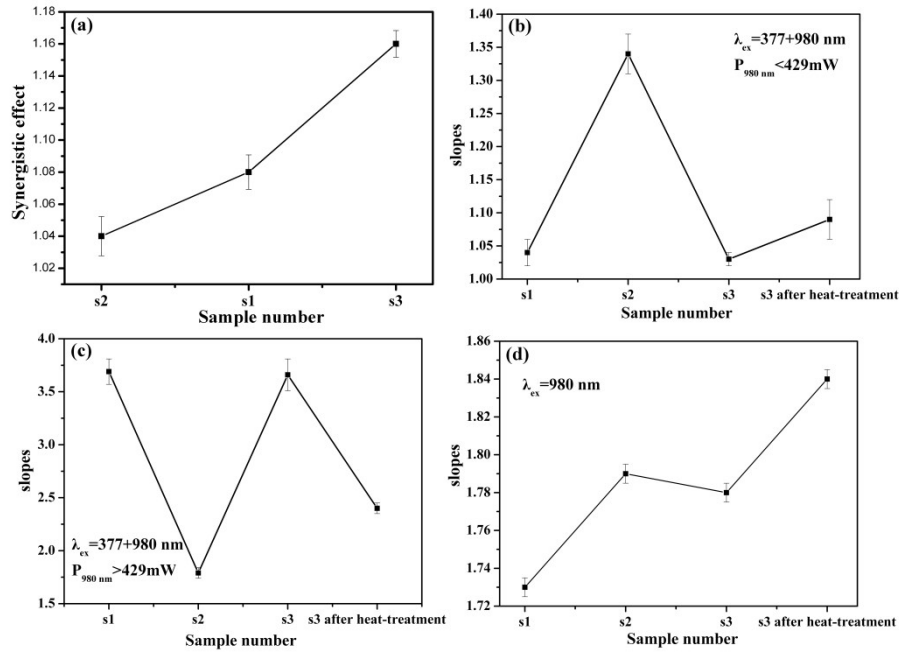 (a)
Synergistic effect
1.18
1.16
1.14
1.12
1.10
1.08
1.06
1.04
1.02
s2
s1
s3
Sample number
(b)
λex=377+980 nm
P980 nm<429mW
slopes
1.40
1.35
1.30
1.25
1.20
1.15
1.10
1.05
1.00
s1
s2
s3
s3 after heat-treatment
Sample number
(c)
slopes
4.0
3.5
3.0
2.5
2.0
1.5
λex=377+980 nm
P980 nm>429mW
s1
s2
s3
s3 after heat-treatment
Sample number
(d)
λex=980 nm
slopes
1.86
1.84
1.82
1.80
1.78
1.76
1.74
1.72
s1
s2
s3
s3 after heat-treatment
Sample number